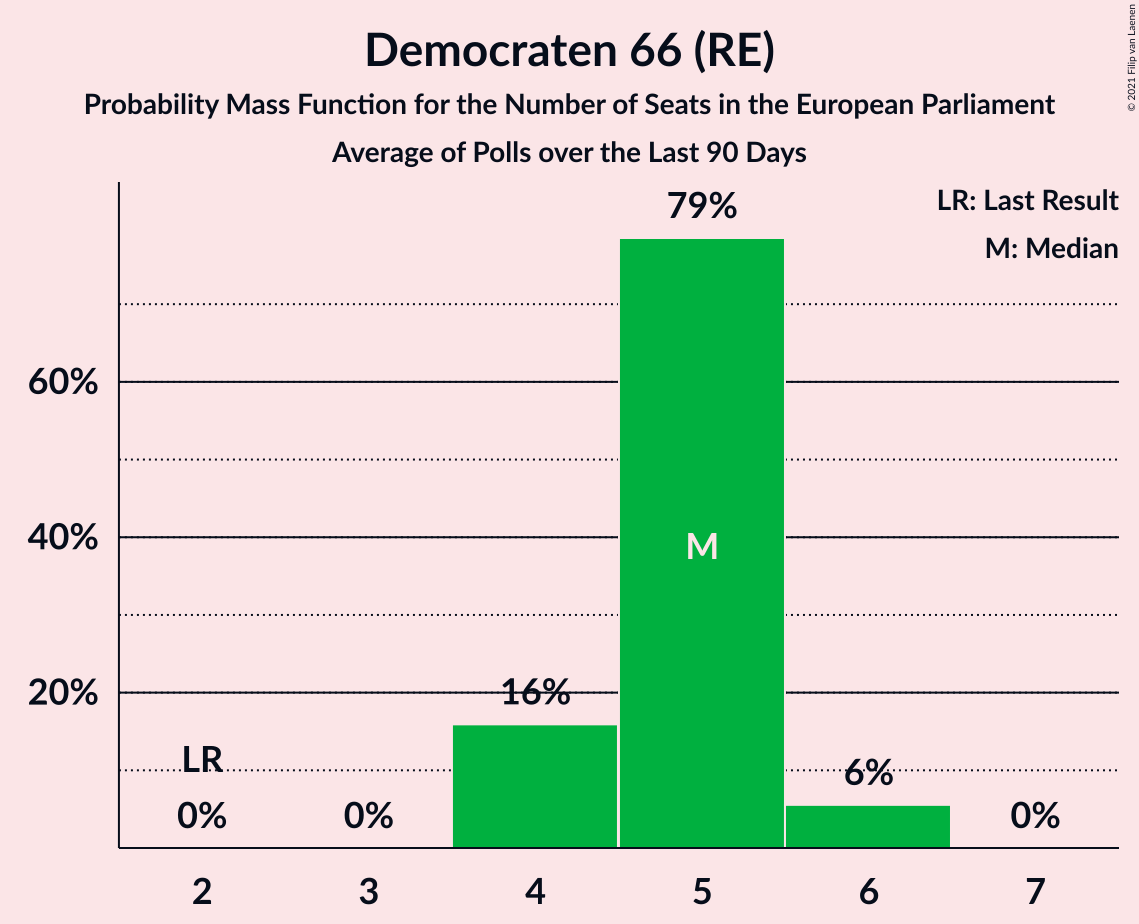 Democraten 66 (RE)
Probability Mass Function for the Number of Seats in the European Parliament
Average of Polls over the Last 90 Days
© 2021 Filip van Laenen
LR: Last Result
M: Median
79%
60%
40%
M
20%
16%
LR
6%
0%
0%
0%
2 3 4 5 6 7